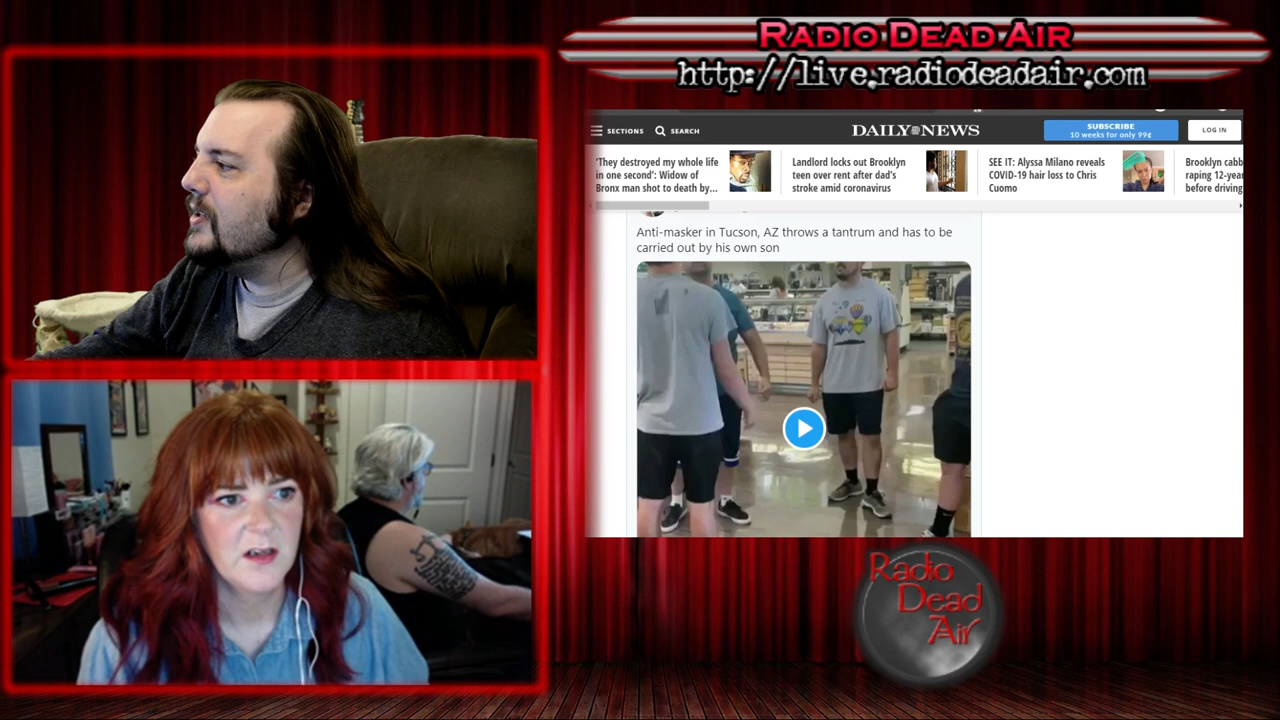 RADIO DEAD AIR
http://live.radiodeadair.com
SECTIONS
SEARCH
DAILY NEWS
SUBSCRIBE
10 weeks for only 99¢
LOG IN
'They destroyed my whole life
in one second': Widow of
Bronx man shot to death by...
Landlord locks out Brooklyn
teen over rent after dad's
stroke amid coronavirus
SEE IT: Alyssa Milano reveals
COVID-19 hair loss to Chris
Cuomo
Brooklyn cabb
raping 12-year
before driving
Anti-masker in Tucson, AZ throws a tantrum and has to be
carried out by his own son
Radio
Dead
Air